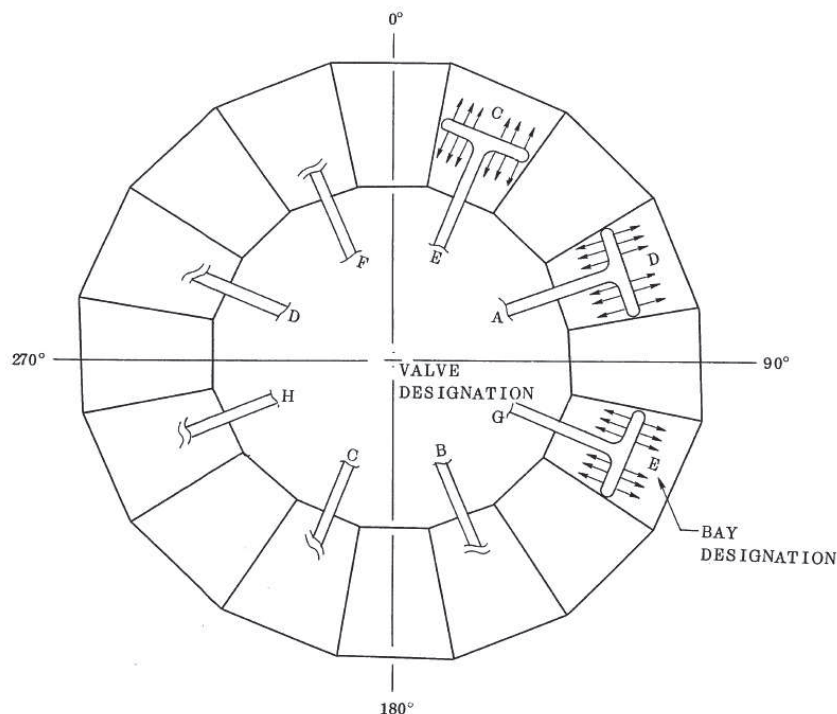 0°
C
F
E
D
D
A
270°
90°
VALVE
DESIGNATION
H
G
C
B
E
BAY
DESIGNATION
180°